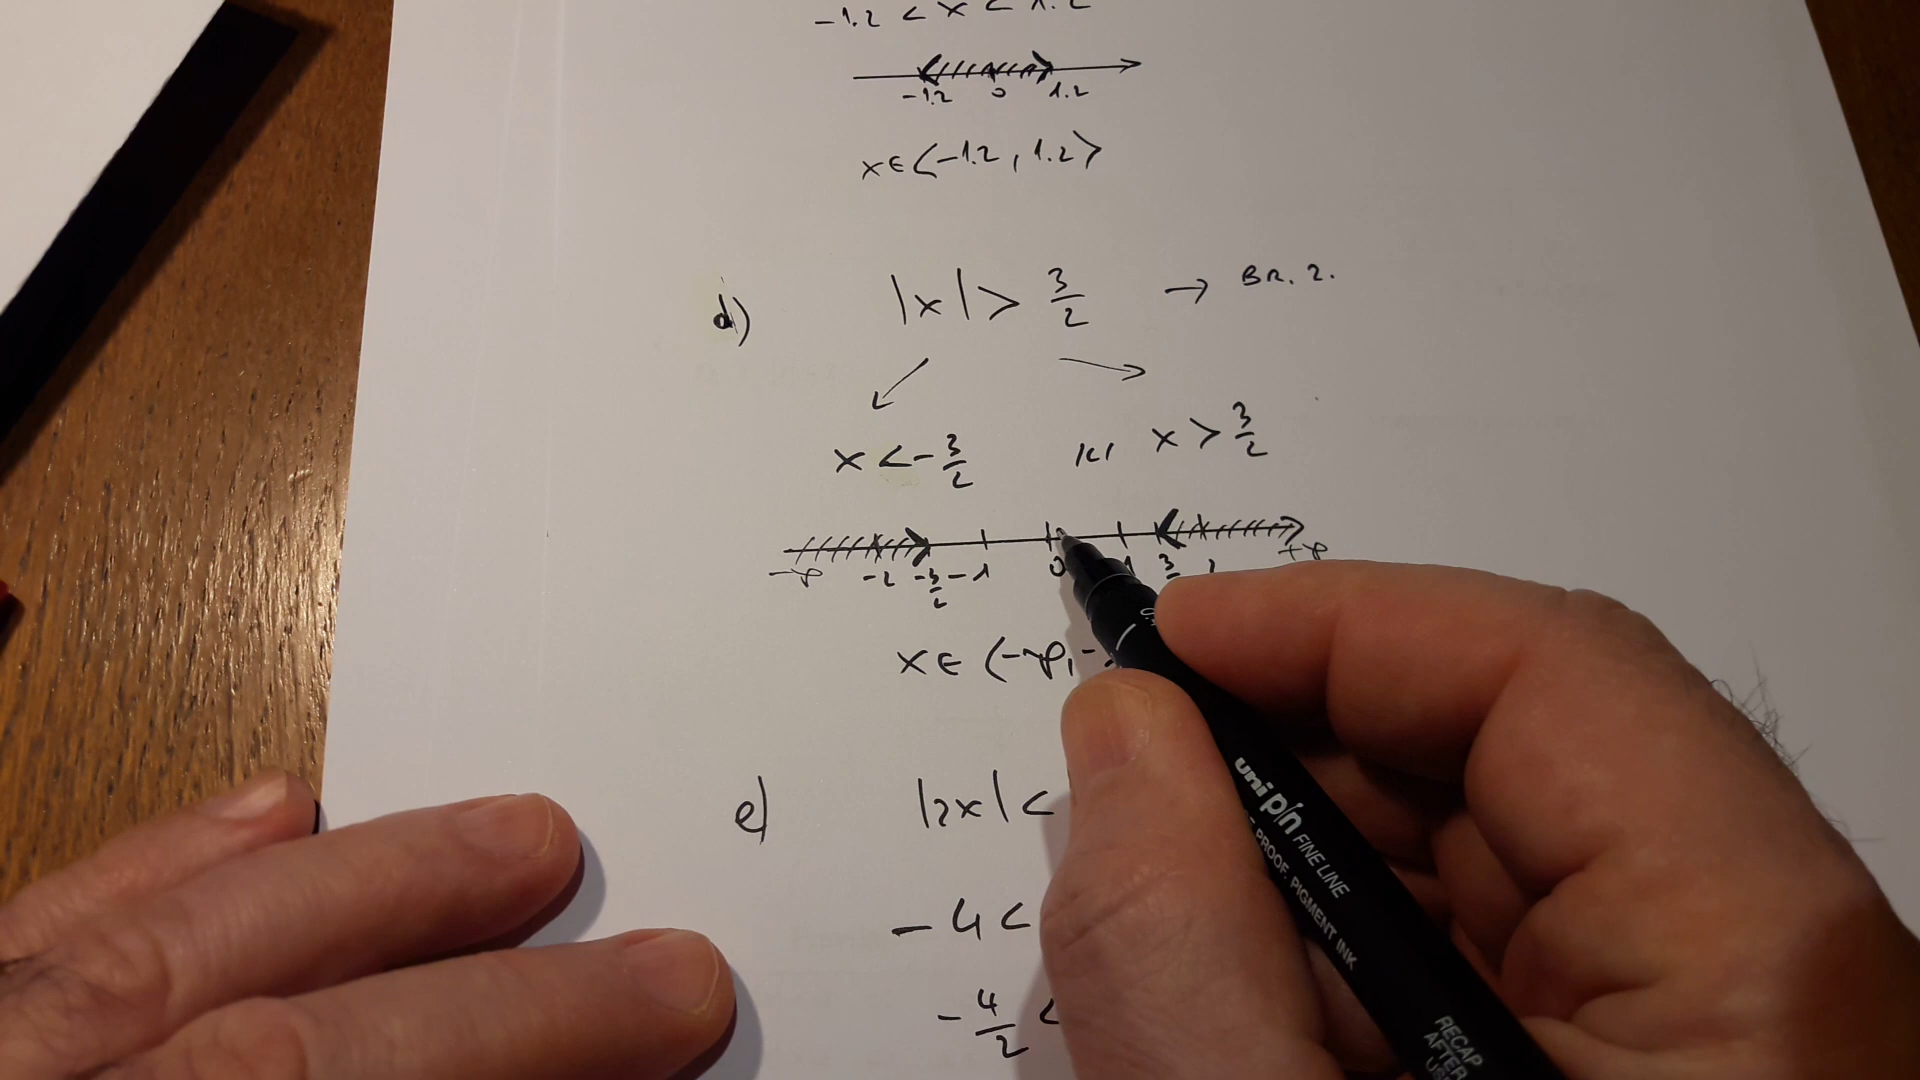 -1.2 < x < 1.2
-1.2 0 1.2
x∈⟨-1.2, 1.2⟩
d) |x| > 3/2 → BR. 2.
x < -3/2 ILI x > 3/2
-∞ -2 -3/2 -1 0 1 3 2 +∞
x∈⟨-∞, -
e) |2x| <
-4 <
-4/2 <
uni pin FINE LINE
PROOF. PIGMENT INK
RECAP
AFTER